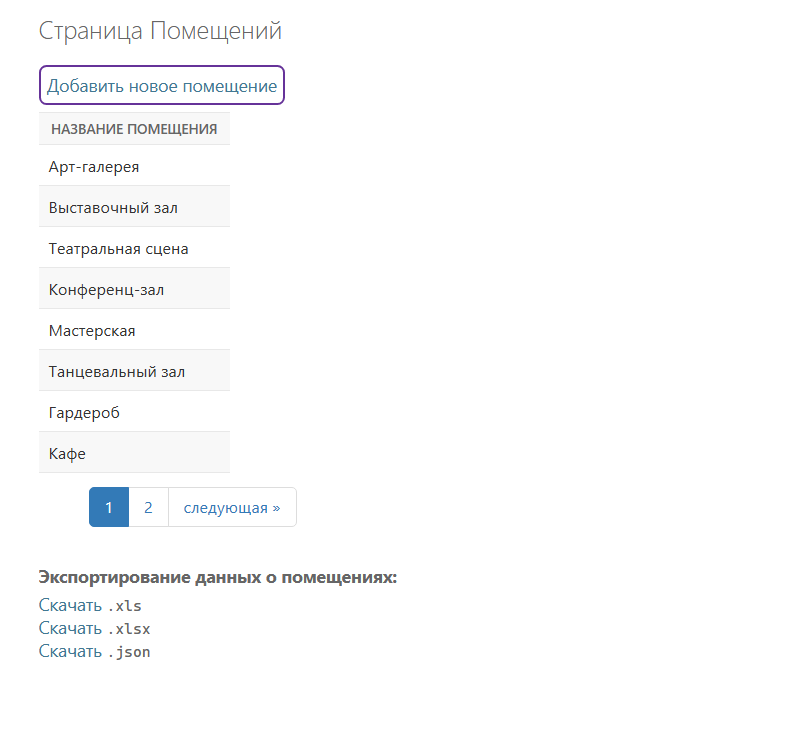 Страница Помещений
Добавить новое помещение
НАЗВАНИЕ ПОМЕЩЕНИЯ
Арт-галерея
Выставочный зал
Театральная сцена
Конференц-зал
Мастерская
Танцевальный зал
Гардероб
Кафе
1 2 следующая »
Экспортирование данных о помещениях:
Скачать .xls
Скачать .xlsx
Скачать .json